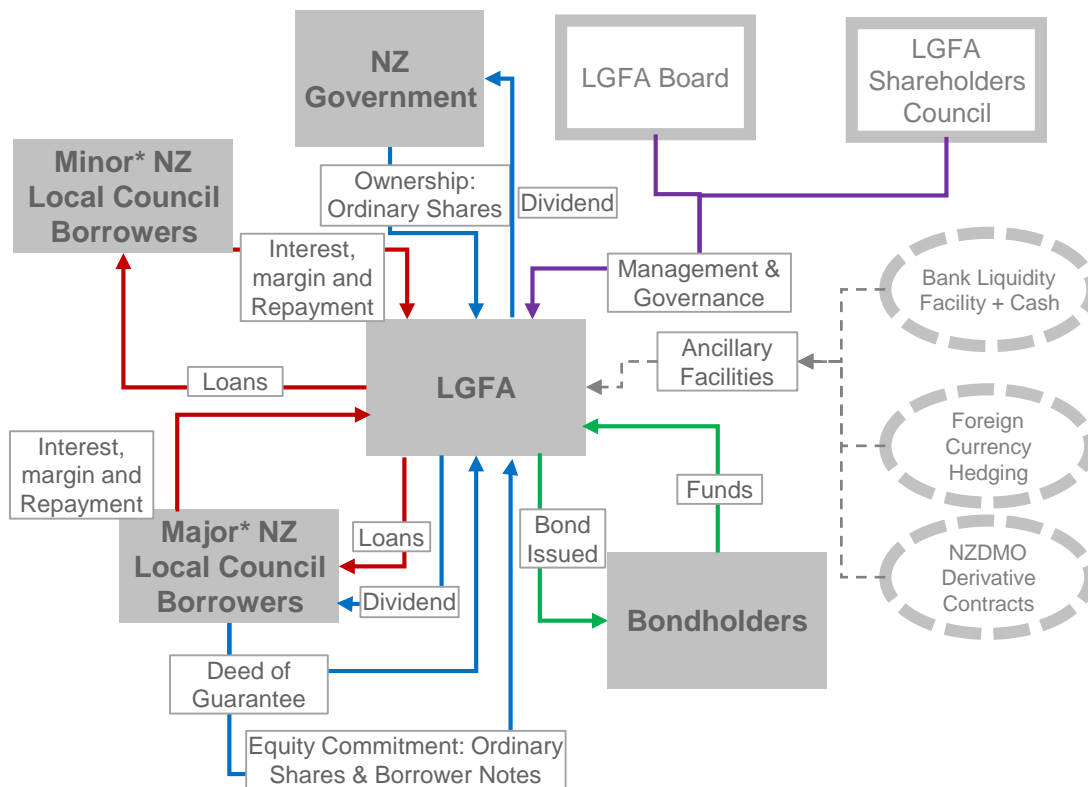 NZ
Government
LGFA Board
LGFA
Shareholders
Council
Minor* NZ
Local Council
Borrowers
Ownership:
Ordinary Shares
Dividend
Interest,
margin and
Repayment
Management &
Governance
Bank Liquidity
Facility + Cash
Ancillary
Facilities
Loans
LGFA
Foreign
Currency
Hedging
Interest,
margin and
Repayment
Funds
Major* NZ
Local Council
Borrowers
Loans
Bond
Issued
NZDMO
Derivative
Contracts
Dividend
Bondholders
Deed of
Guarantee
Equity Commitment: Ordinary
Shares & Borrower Notes